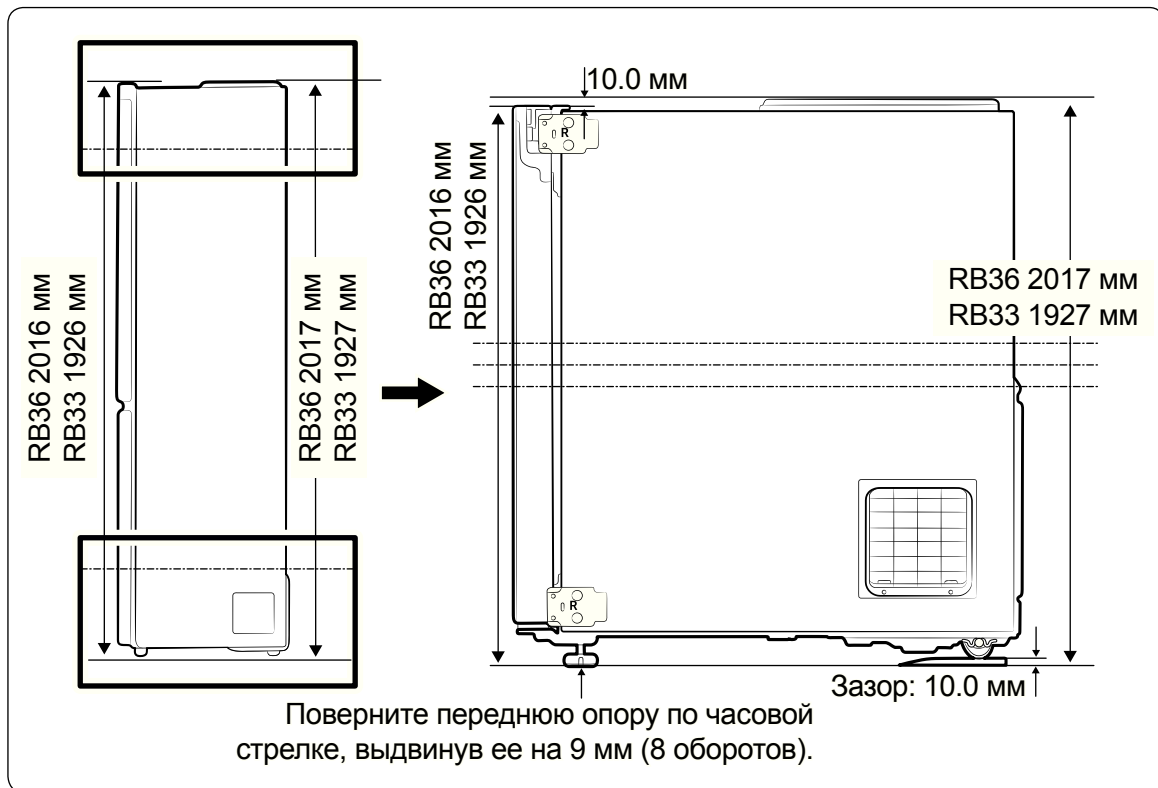 RB36 2016 мм
RB33 1926 мм
RB36 2017 мм
RB33 1927 мм
10.0 мм
RB36 2016 мм
RB33 1926 мм
R
RB36 2017 мм
RB33 1927 мм
R
Зазор: 10.0 мм
Поверните переднюю опору по часовой
стрелке, выдвинув ее на 9 мм (8 оборотов).